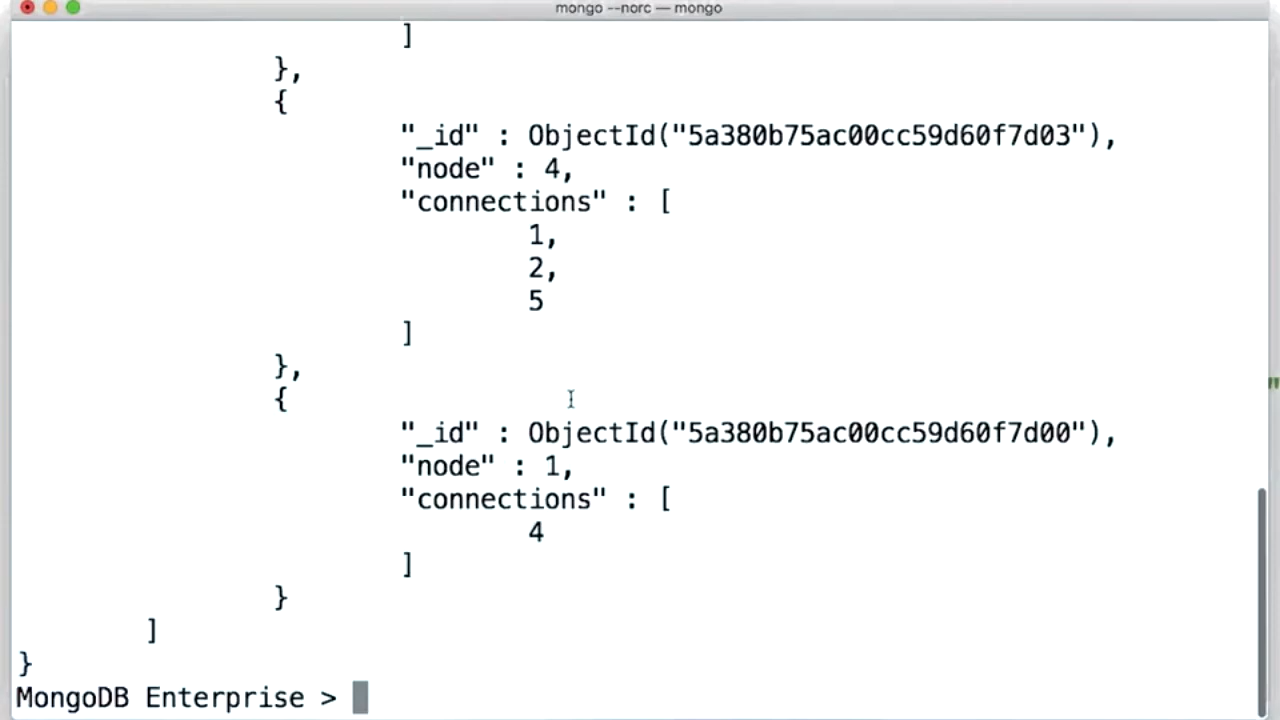 mongo --norc — mongo
]
},
{
"_id" : ObjectId("5a380b75ac00cc59d60f7d03"),
"node" : 4,
"connections" : [
1,
2,
5
]
},
{
"_id" : ObjectId("5a380b75ac00cc59d60f7d00"),
"node" : 1,
"connections" : [
4
]
}
]
}
MongoDB Enterprise >
"